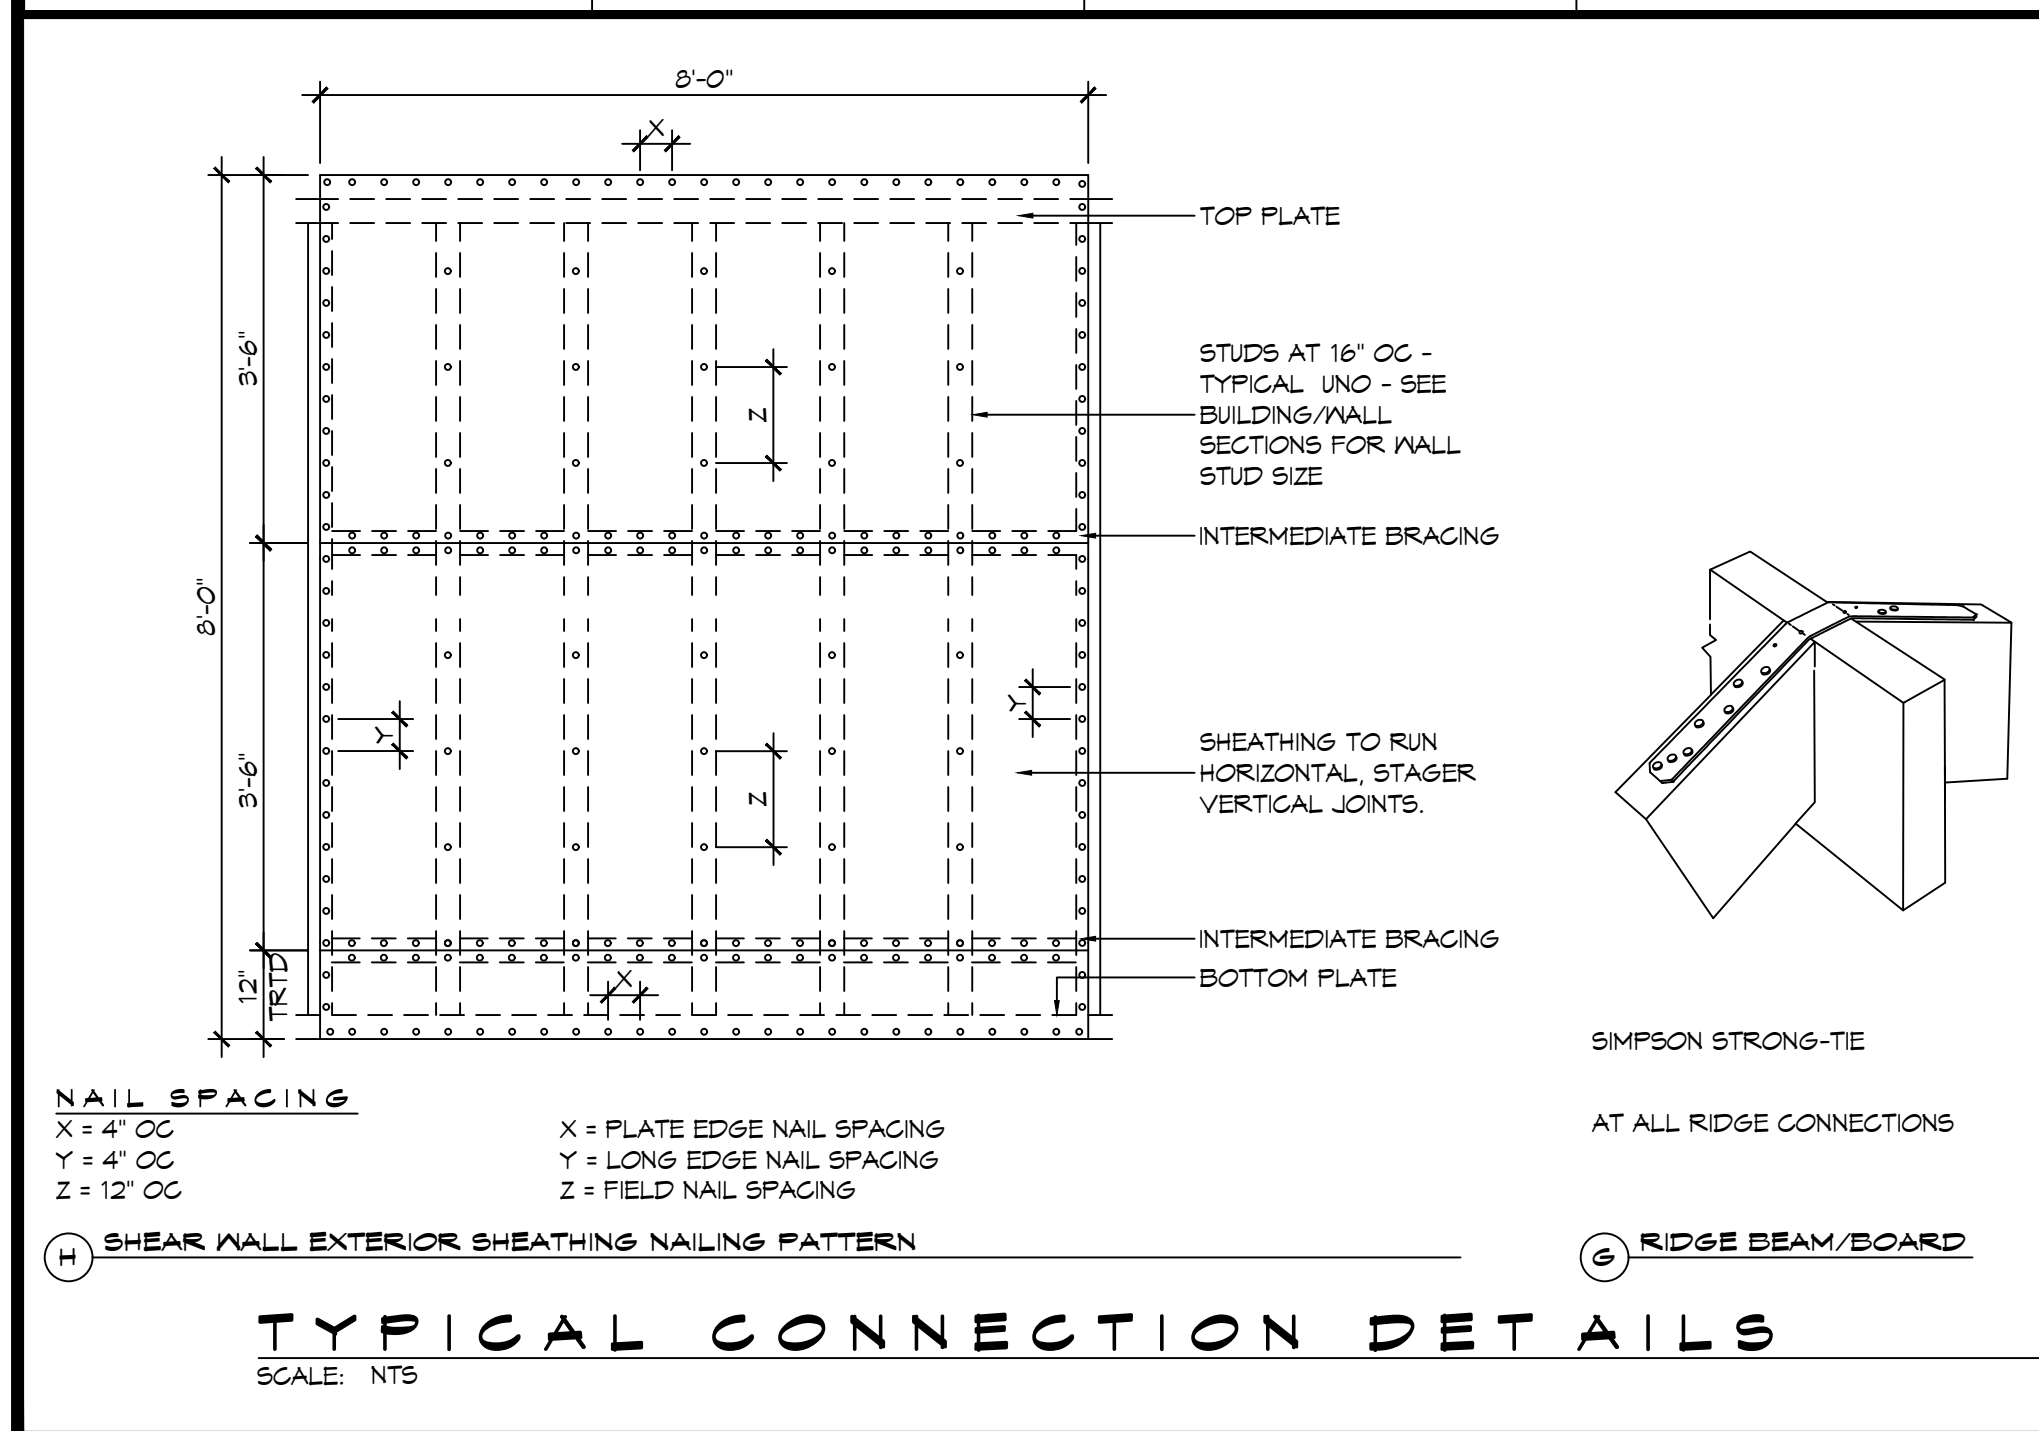 8'-0"
X
TOP PLATE
STUDS AT 16" OC -
TYPICAL UNO - SEE
BUILDING/WALL
SECTIONS FOR WALL
STUD SIZE
3'-6"
Z
INTERMEDIATE BRACING
8'-0"
Y
Y
SHEATHING TO RUN
HORIZONTAL, STAGER
VERTICAL JOINTS.
3'-6"
Z
INTERMEDIATE BRACING
BOTTOM PLATE
12"
TRTD
X
SIMPSON STRONG-TIE
AT ALL RIDGE CONNECTIONS
NAIL SPACING
X = 4" OC
Y = 4" OC
Z = 12" OC
X = PLATE EDGE NAIL SPACING
Y = LONG EDGE NAIL SPACING
Z = FIELD NAIL SPACING
H SHEAR WALL EXTERIOR SHEATHING NAILING PATTERN
G RIDGE BEAM/BOARD
TYPICAL CONNECTION DETAILS
SCALE: NTS